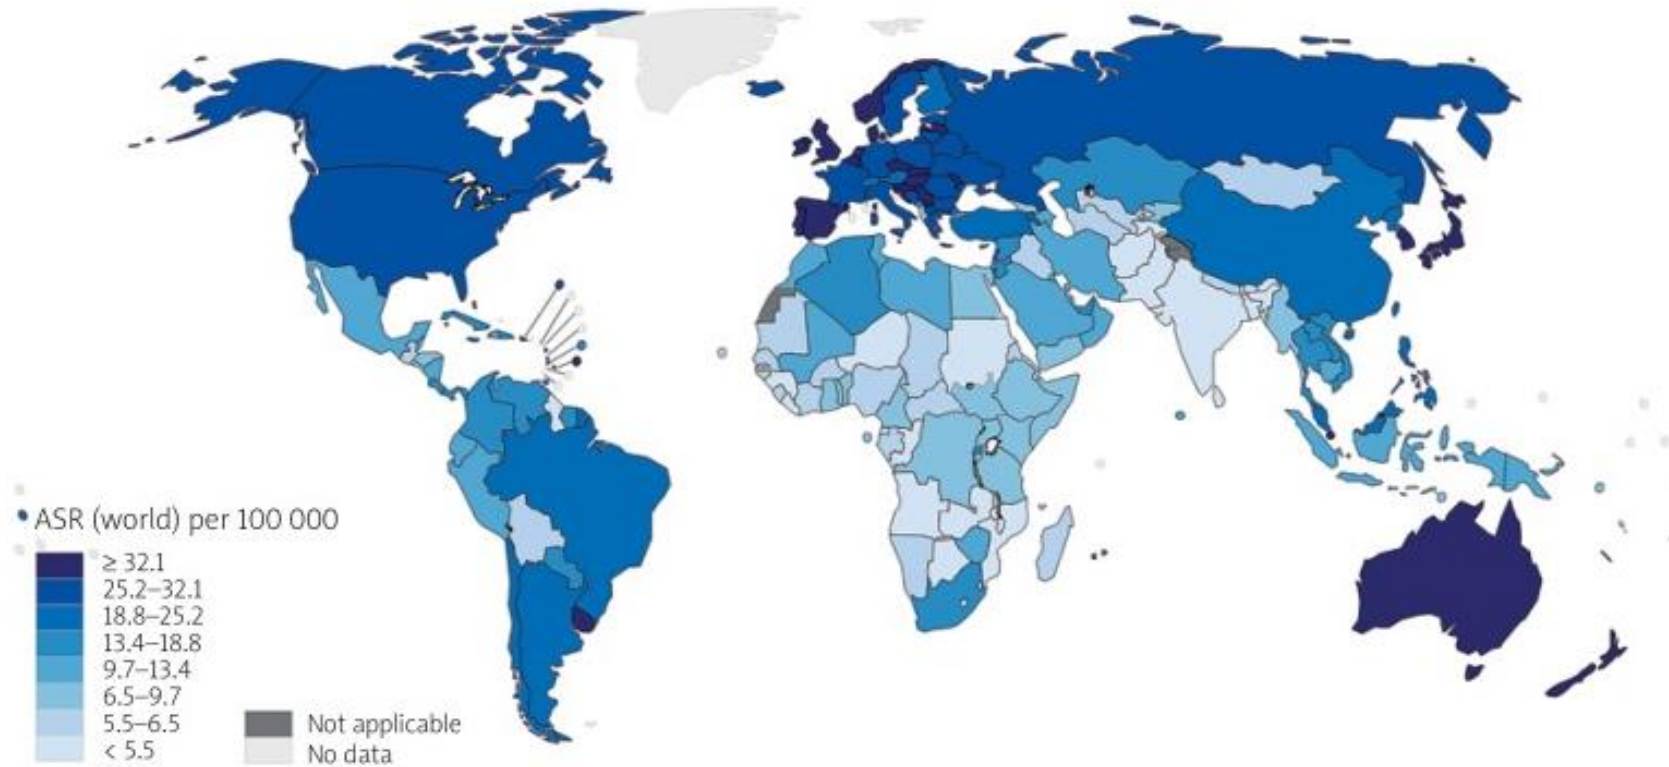 ASR (world) per 100 000
≥ 32.1
25.2–32.1
18.8–25.2
13.4–18.8
9.7–13.4
6.5–9.7
5.5–6.5
< 5.5
Not applicable
No data